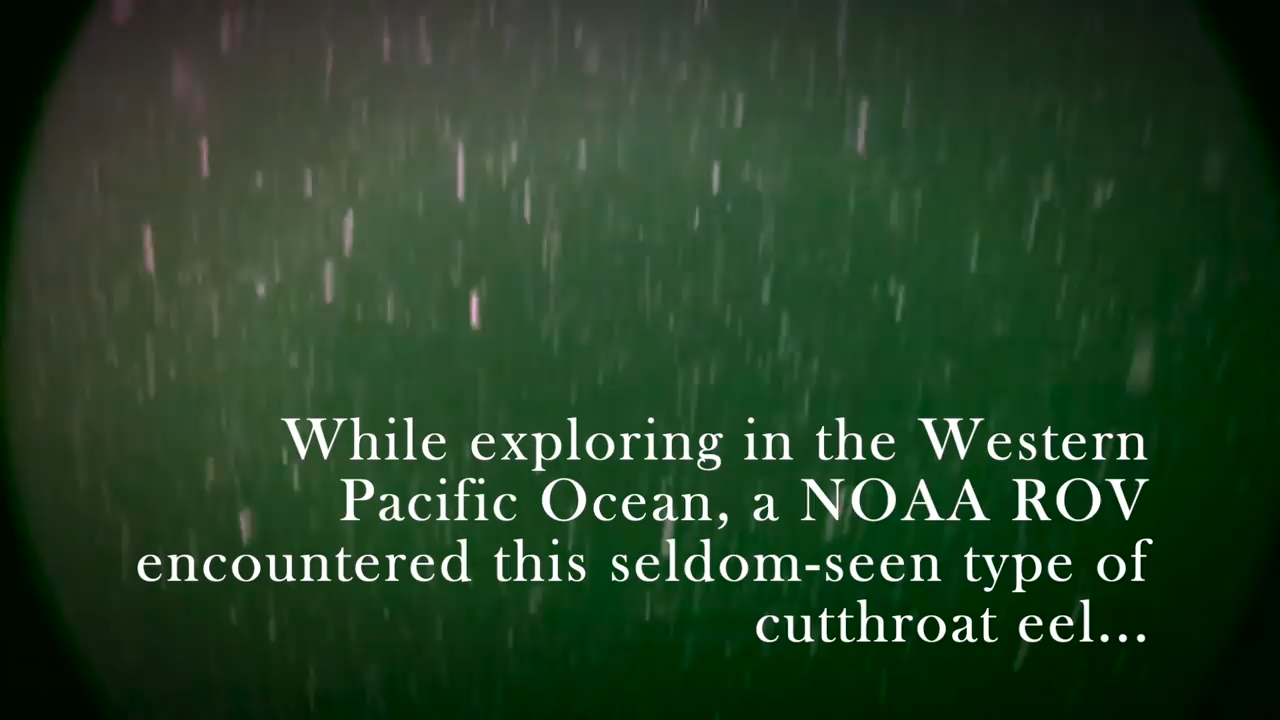 While exploring in the Western
Pacific Ocean, a NOAA ROV
encountered this seldom-seen type of
cutthroat eel...